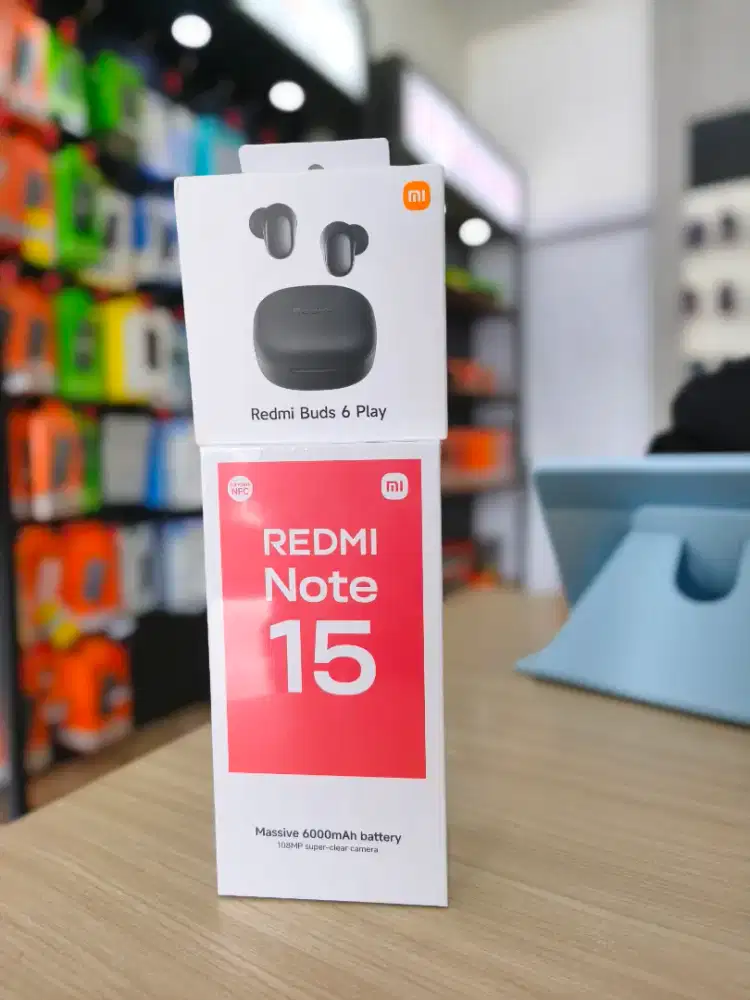 mi
Redmi Buds 6 Play
NFC
mi
REDMI
Note
15
Massive 6000mAh battery
108MP super-clear camera